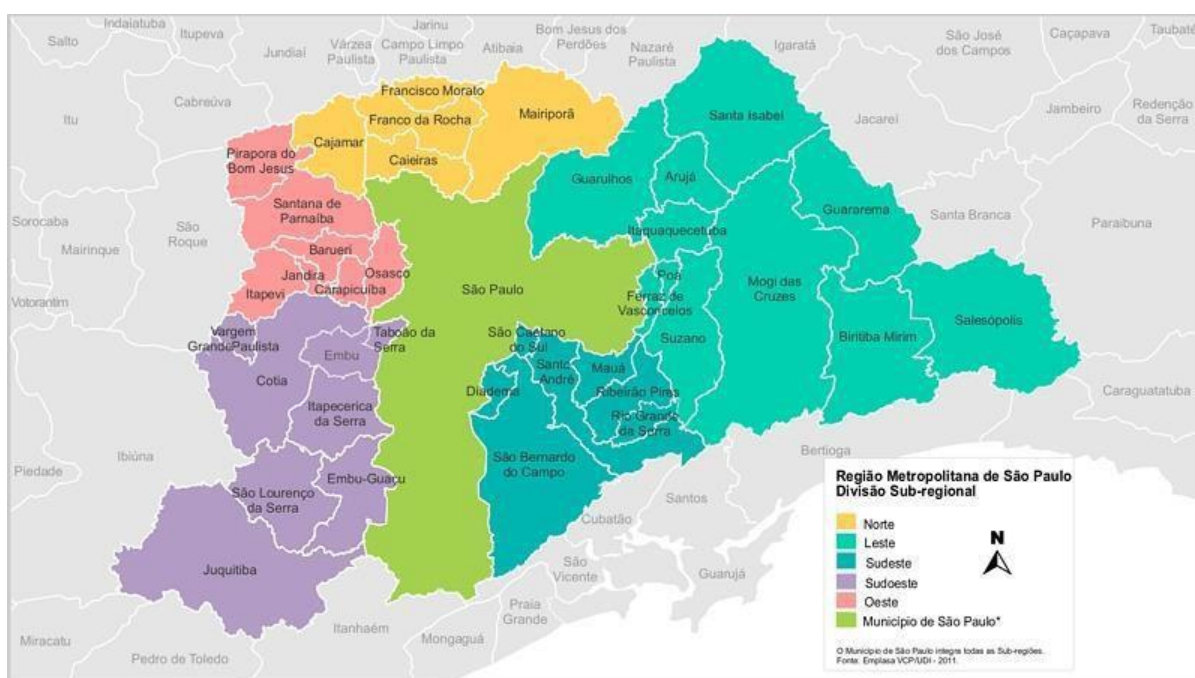 Indaiatuba
Salto
Itupeva
Jundiaí
Várzea
Paulista
Jarinu
Campo Limpo
Paulista
Atibaia
Bom Jesus dos
Perdões
Nazaré
Paulista
Igaratá
São José
dos Campos
Caçapava
Taubaté
Itu
Cabreúva
Jacareí
Jambeiro
Redenção
da Serra
Francisco Morato
Franco da Rocha
Mairiporã
Cajamar
Caieiras
Santa Isabel
Pirapora do
Bom Jesus
Guarulhos
Arujá
Guararema
Santa Branca
Paraibuna
Santana de
Parnaíba
Sorocaba
Mairinque
São
Roque
Itaquaquecetuba
Barueri
Jandira
Osasco
Carapicuíba
Itapevi
São Paulo
Poá
Ferraz de
Vasconcelos
Mogi das
Cruzes
Votorantim
Vargem
Grande Paulista
Taboão da
Serra
São Caetano
do Sul
Suzano
Biritiba Mirim
Salesópolis
Embu
Santo
André
Mauá
Cotia
Diadema
Ribeirão Pires
Itapecerica
da Serra
Rio Grande
da Serra
Caraguatatuba
Piedade
Ibiúna
São Bernardo
do Campo
Bertioga
Embu-Guaçu
São Lourenço
da Serra
Santos
Cubatão
São
Vicente
Guarujá
Juquitiba
Praia
Grande
Itanhaém
Mongaguá
Miracatu
Pedro de Toledo
Região Metropolitana de São Paulo
Divisão Sub-regional
Norte
Leste
Sudeste
Sudoeste
Oeste
Município de São Paulo*
N
O Município de São Paulo integra todas as Sub-regiões.
Fonte: Emplasa VCP/UDI - 2011.